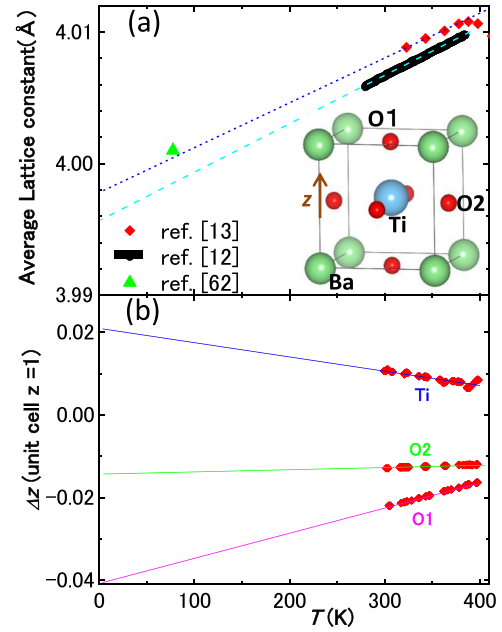 (a)
Average Lattice constant(Å)
4.01
4.00
3.99
O1
O2
z
Ti
Ba
ref. [13]
ref. [12]
ref. [62]
(b)
Δz(unit cell z =1)
0.02
0.00
-0.02
-0.04
Ti
O2
O1
0 100 200 300 400
T(K)